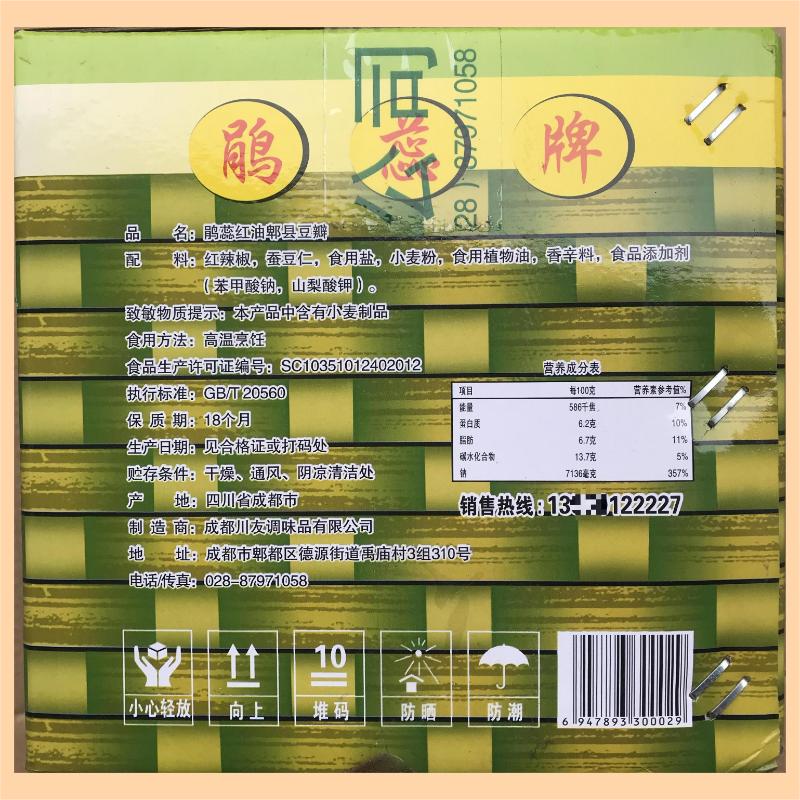 公司
28）87971058
鹃 蕊 牌
品 名：鹃蕊红油郫县豆瓣
配 料：红辣椒，蚕豆仁，食用盐，小麦粉，食用植物油，香辛料，食品添加剂
（苯甲酸钠，山梨酸钾）。
致敏物质提示：本产品中含有小麦制品
食用方法：高温烹饪
食品生产许可证编号：SC10351012402012
执行标准：GB/T 20560
保 质 期：18个月
生产日期：见合格证或打码处
贮存条件：干燥、通风、阴凉清洁处
产 地：四川省成都市
制 造 商：成都川友调味品有限公司
地 址：成都市郫都区德源街道禹庙村3组310号
电话/传真：028-87971058
营养成分表
项目 每100克 营养素参考值%
能量 586千焦 7%
蛋白质 6.2克 10%
脂肪 6.7克 11%
碳水化合物 13.7克 5%
钠 7136毫克 357%
销售热线：13 122227
10
小心轻放 向上 堆码 防晒 防潮
6 947893 300029